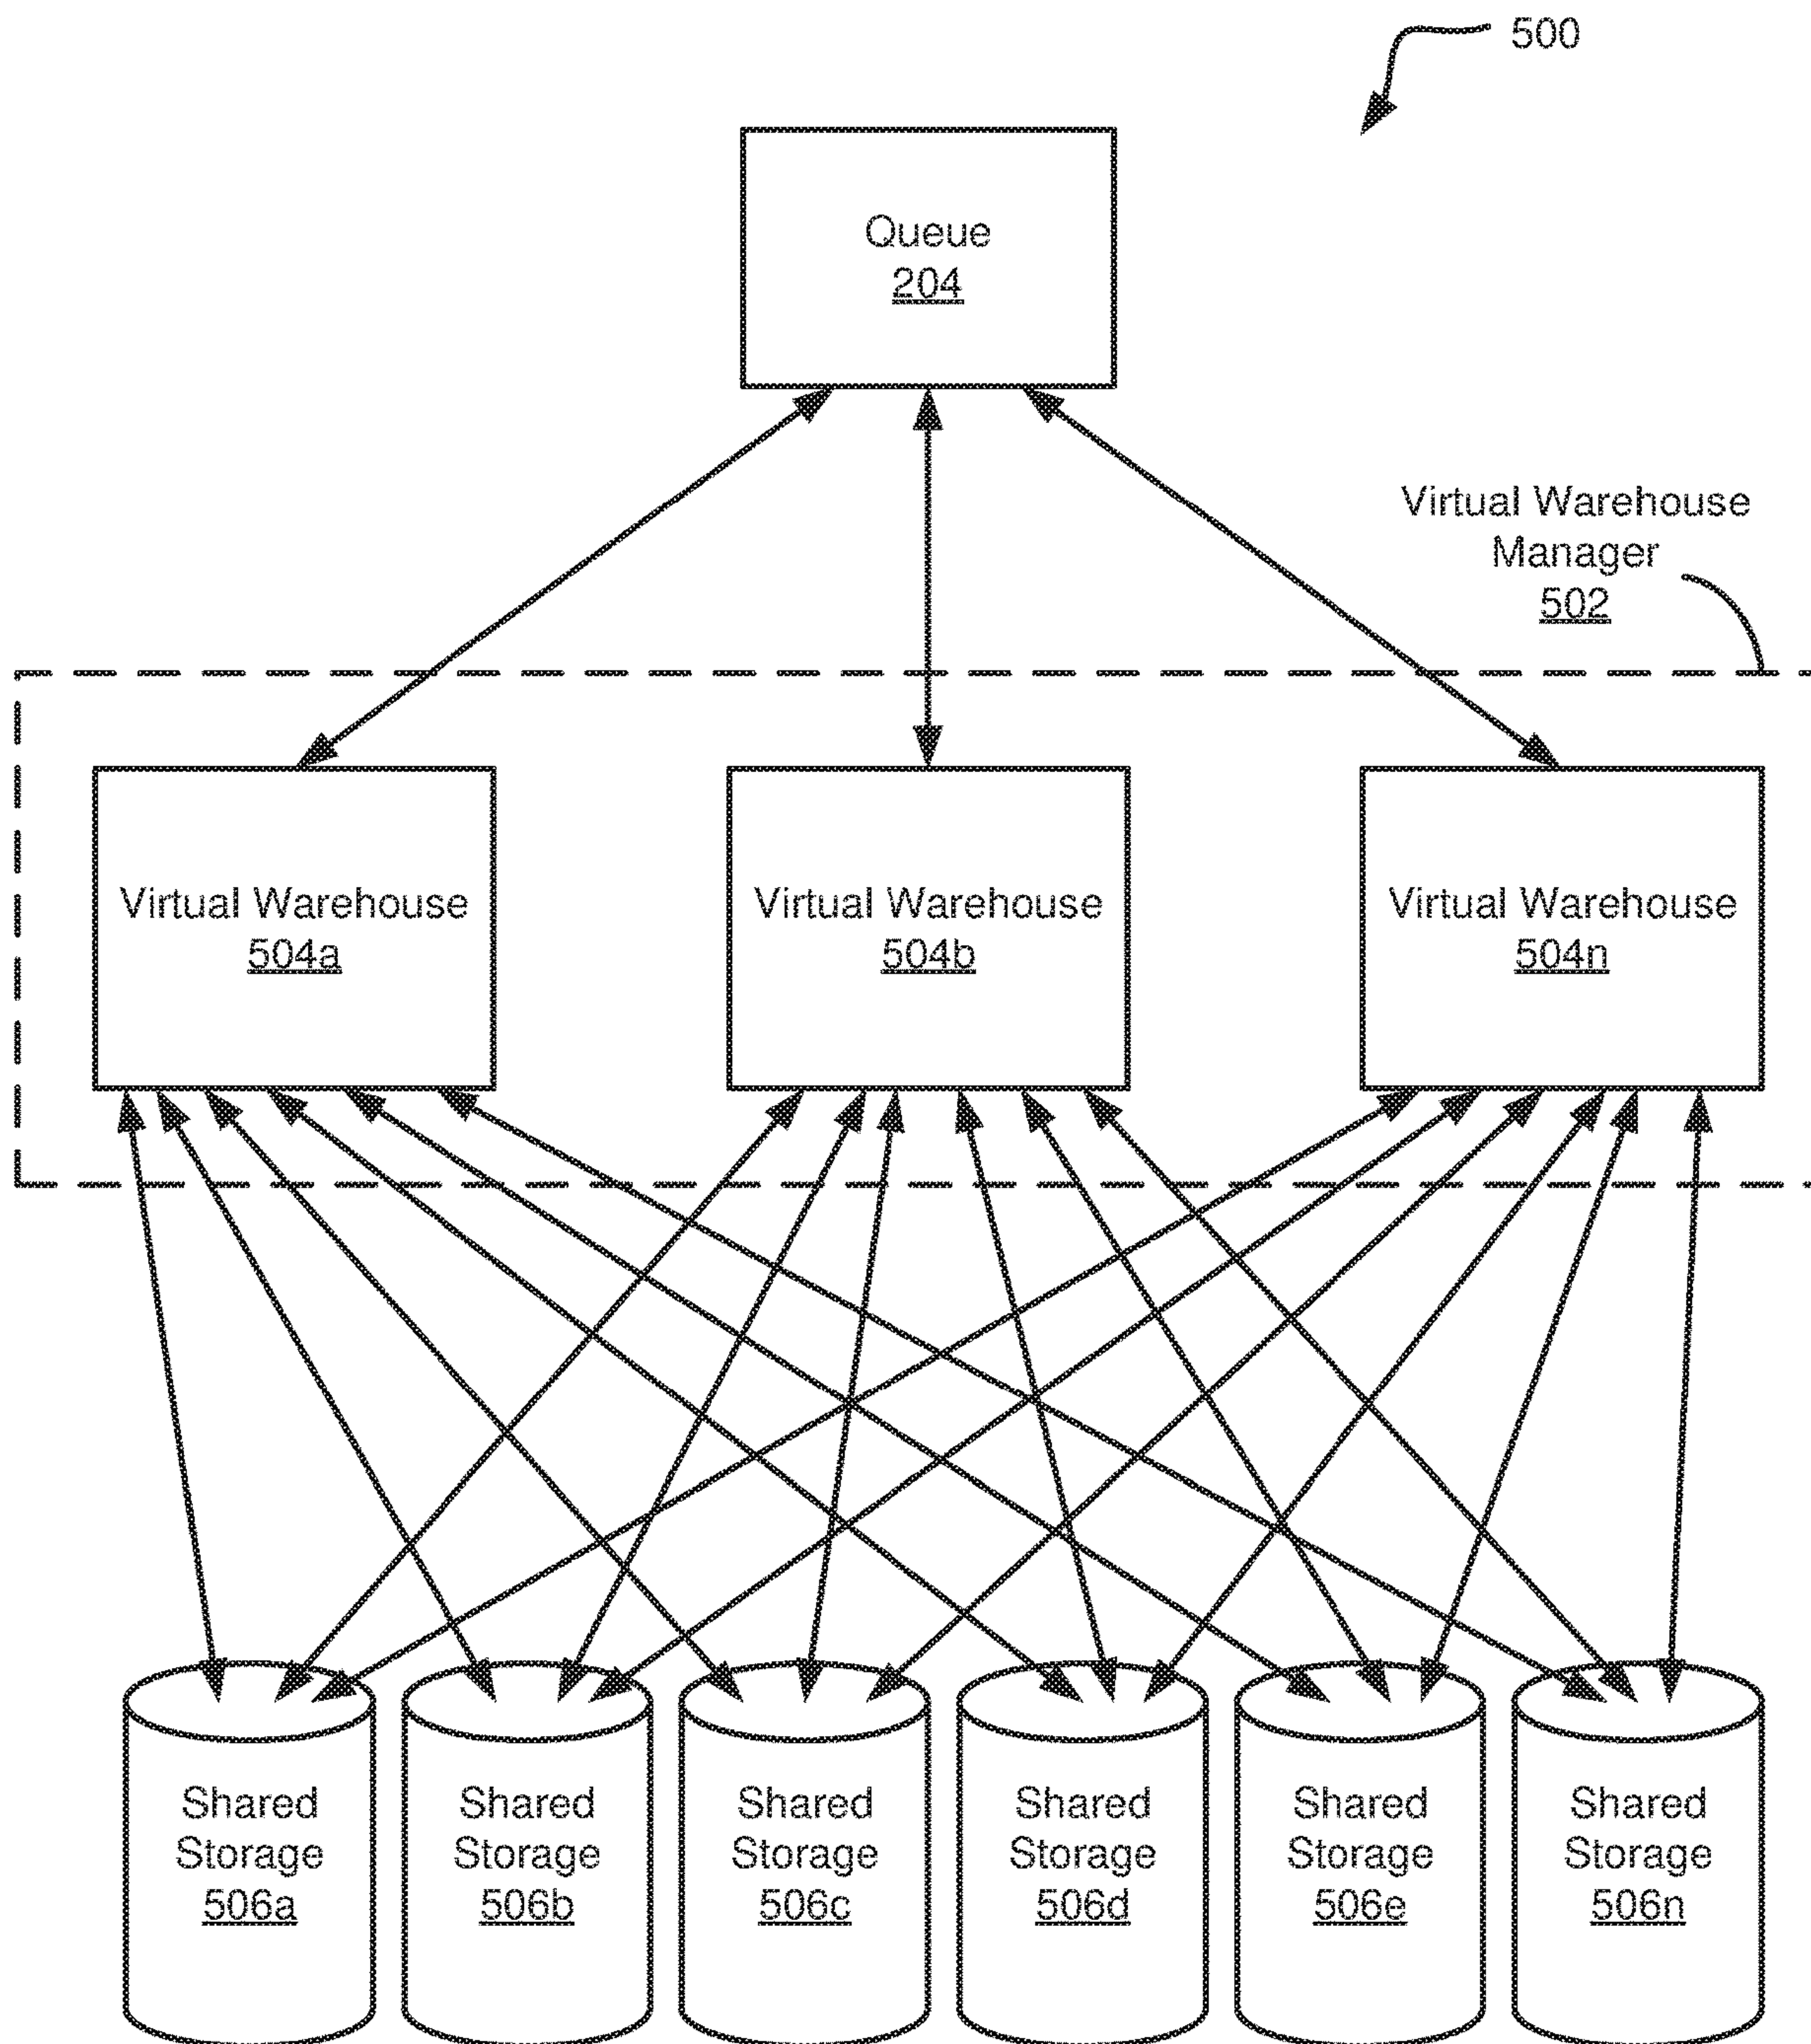 500
Queue
204
Virtual Warehouse
Manager
502
Virtual Warehouse
504a
Virtual Warehouse
504b
Virtual Warehouse
504n
Shared
Storage
506a
Shared
Storage
506b
Shared
Storage
506c
Shared
Storage
506d
Shared
Storage
506e
Shared
Storage
506n